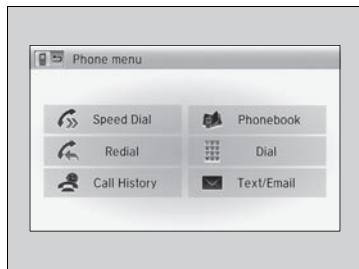 Phone menu
Speed Dial Phonebook
Redial Dial
Call History Text/Email